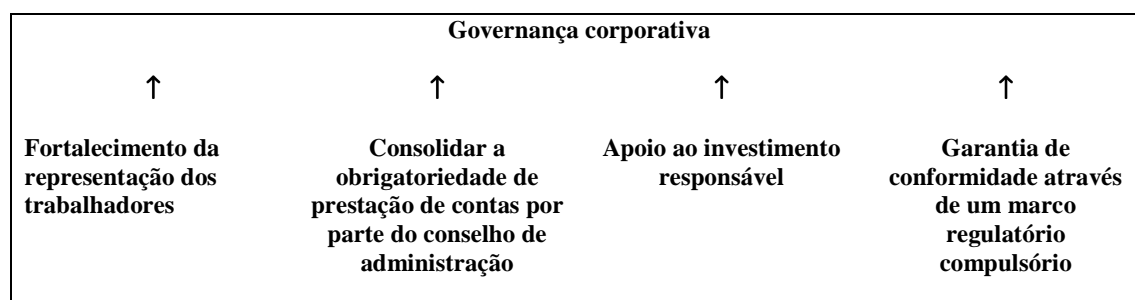 Governança corporativa
↑ ↑ ↑ ↑
Fortalecimento da
representação dos
trabalhadores
Consolidar a
obrigatoriedade de
prestação de contas por
parte do conselho de
administração
Apoio ao investimento
responsável
Garantia de
conformidade através
de um marco
regulatório
compulsório